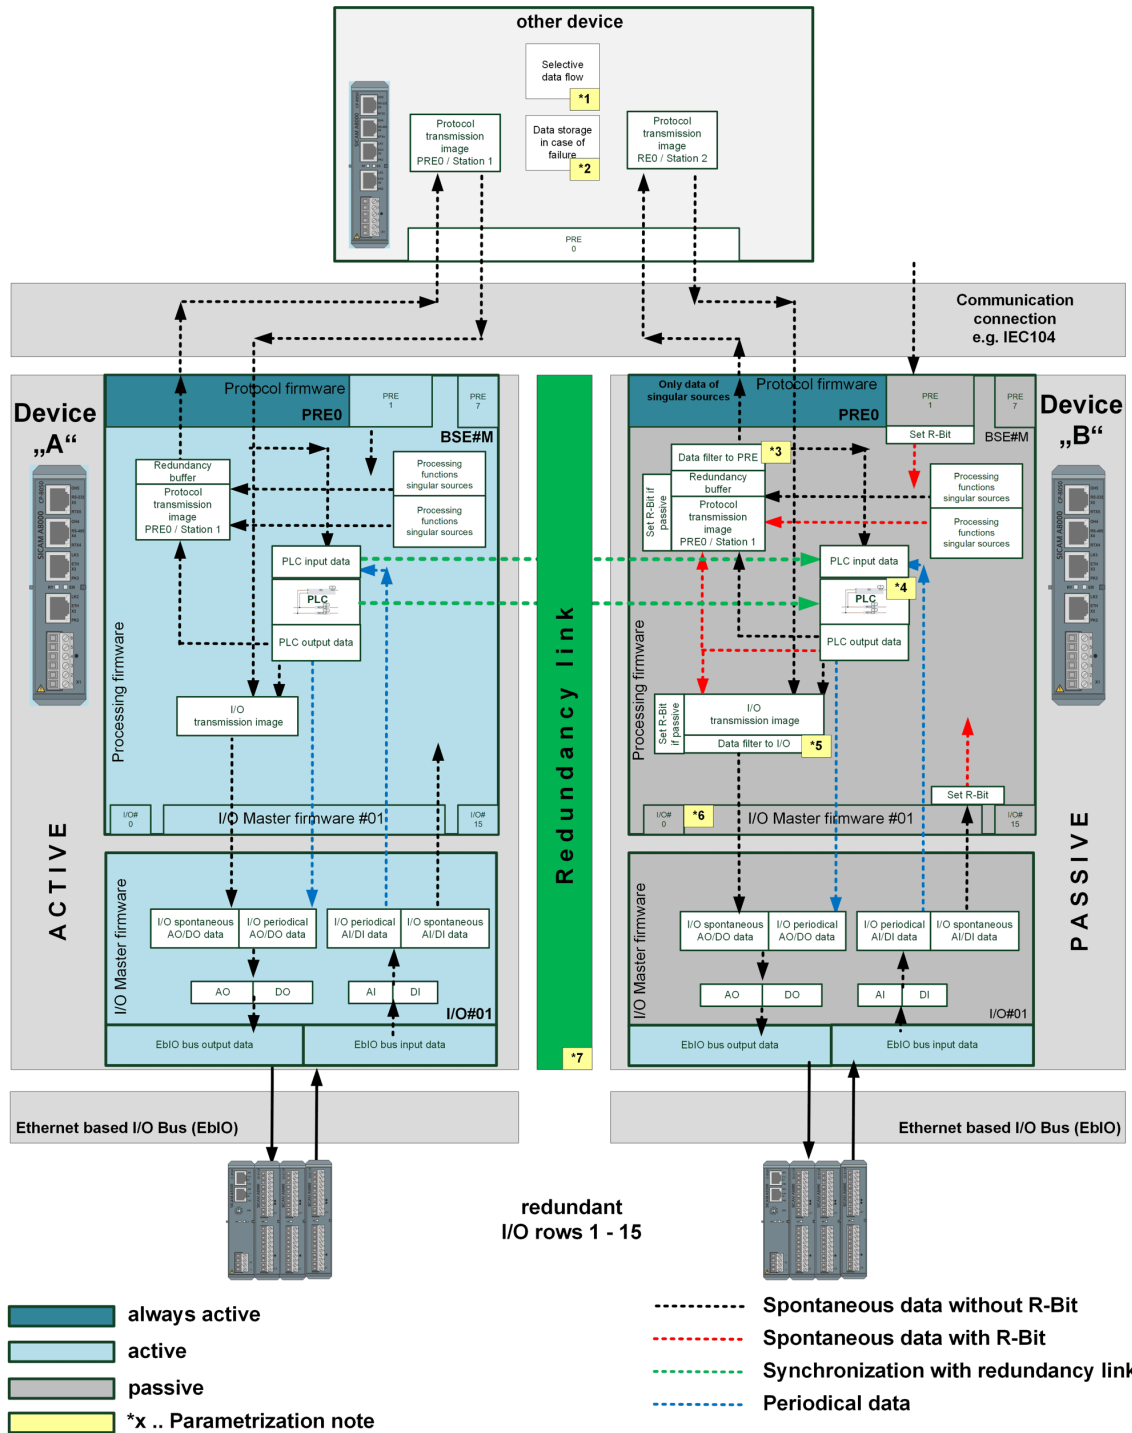 other device
Selective
data flow
*1
Protocol
transmission
image
PRE0 / Station 1
Data storage
in case of
failure
*2
Protocol
transmission
image
RE0 / Station 2
PRE
0
Communication
connection
e.g. IEC104
Device
„A“
Protocol firmware
PRE0
PRE
1
PRE
7
BSE#M
Redundancy
buffer
Protocol
transmission
image
PRE0 / Station 1
Processing
functions
singular sources
Processing
functions
singular sources
PLC input data
PLC
PLC output data
I/O
transmission image
Processing firmware
I/O#
0
I/O Master firmware #01
I/O#
15
ACTIVE
I/O Master firmware
I/O spontaneous
AO/DO data
I/O periodical
AO/DO data
I/O periodical
AI/DI data
I/O spontaneous
AI/DI data
AO
DO
AI
DI
I/O#01
EbIO bus output data
EbIO bus input data
Ethernet based I/O Bus (EbIO)
Redundancy link
*7
Device
„B“
Only data of
singular sources
Protocol firmware
PRE0
PRE
1
PRE
7
Set R-Bit
BSE#M
Data filter to PRE
*3
Redundancy
buffer
Set R-Bit if
passive
Protocol
transmission
image
PRE0 / Station 1
Processing
functions
singular sources
Processing
functions
singular sources
PLC input data
*4
PLC
PLC output data
Set R-Bit
if passive
I/O
transmission image
Data filter to I/O
*5
Processing firmware
Set R-Bit
I/O#
0
*6
I/O Master firmware #01
I/O#
15
PASSIVE
I/O Master firmware
I/O spontaneous
AO/DO data
I/O periodical
AO/DO data
I/O periodical
AI/DI data
I/O spontaneous
AI/DI data
AO
DO
AI
DI
I/O#01
EbIO bus output data
EbIO bus input data
Ethernet based I/O Bus (EbIO)
redundant
I/O rows 1 - 15
always active
active
passive
*x .. Parametrization note
Spontaneous data without R-Bit
Spontaneous data with R-Bit
Synchronization with redundancy link
Periodical data
SICAM A8000
CP-8050
SICAM A8000
CP-8050
SICAM A8000
CP-8050